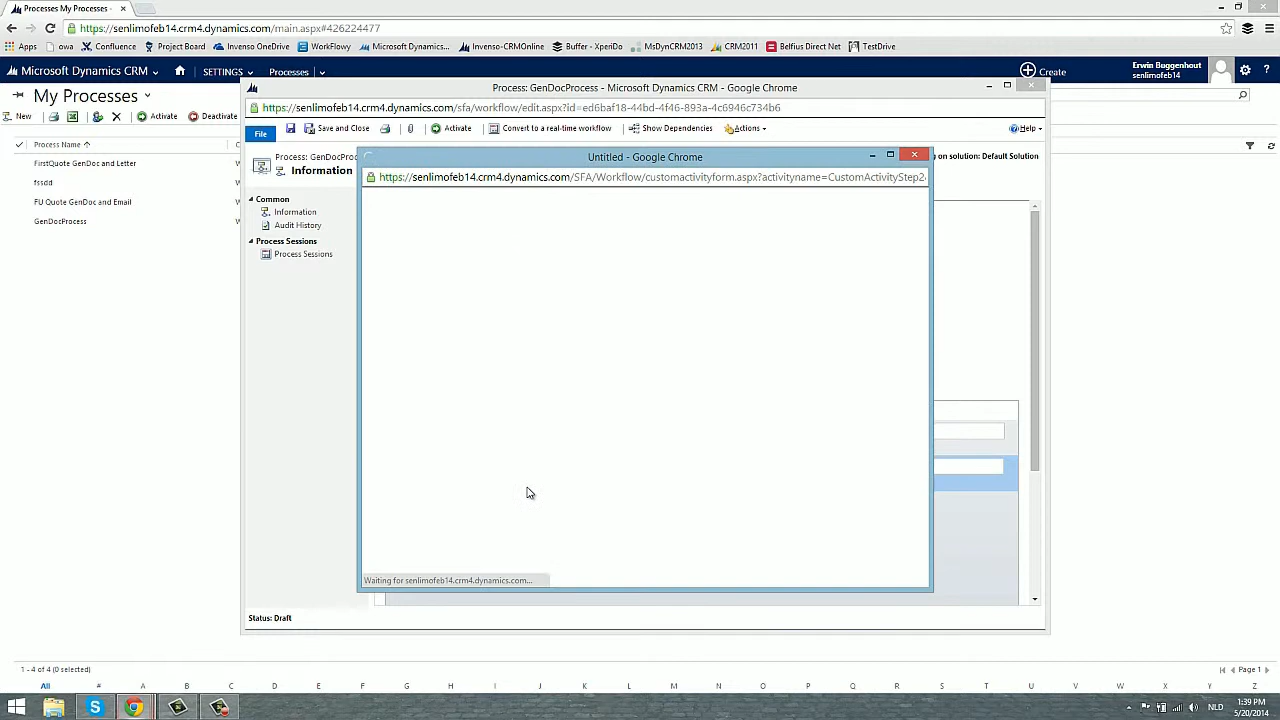 Processes My Processes
https://senlimofeb14.crm4.dynamics.com/main.aspx#426224477
Apps owa Confluence Project Board Invenso OneDrive WorkFlowy Microsoft Dynamics... Invenso-CRMOnline Buffer - XperiDo MsDynCRM2013 CRM2011 Belfius Direct Net TestDrive
Microsoft Dynamics CRM SETTINGS Processes Create Erwin Buggenhout
senlimofeb14
My Processes
New Activate Deactivate
Process Name
FirstQuote GenDoc and Letter
fssdd
FU Quote GenDoc and Email
GenDocProcess
Process: GenDocProcess - Microsoft Dynamics CRM - Google Chrome
https://senlimofeb14.crm4.dynamics.com/sfa/workflow/edit.aspx?id=ed6baf18-44bd-4f46-893a-4c6946c734b6
File Save and Close Activate Convert to a real-time workflow Show Dependencies Actions Help
Process: GenDocProc
Information
on solution: Default Solution
Common
Information
Audit History
Process Sessions
Process Sessions
Untitled - Google Chrome
https://senlimofeb14.crm4.dynamics.com/SFA/Workflow/customactivityform.aspx?activityname=CustomActivityStep2
Waiting for senlimofeb14.crm4.dynamics.com...
Status: Draft
1 - 4 of 4 (0 selected) Page 1
All # A B C D E F G H I J K L M N O P Q R S T U V W X Y Z
NLD 1:39 PM
5/20/2014